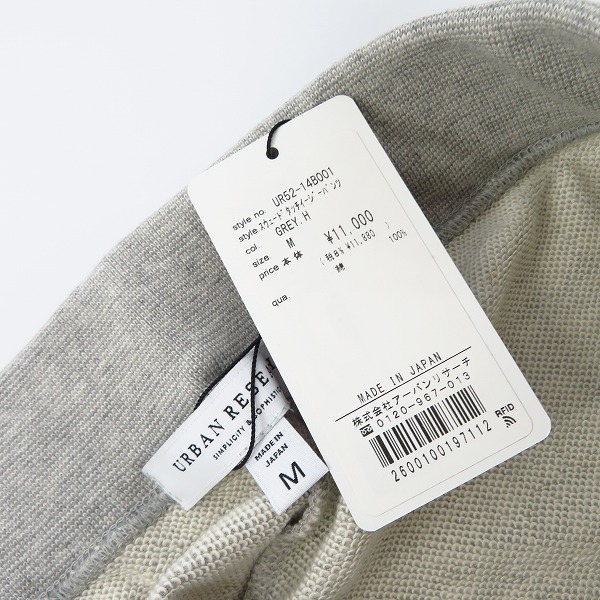 style no. UR52-14B001
style スウェードタッチイージーパンツ
col GREY.H
size M
price 本体 ¥11,000
(税8% ¥11,880)
qua. 綿 100%
MADE IN JAPAN
株式会社アーバンリサーチ
0120-967-013
2600100197112
RFID
URBAN RESE
SIMPLICITY & SOPHISTIC
MADE IN
JAPAN
M